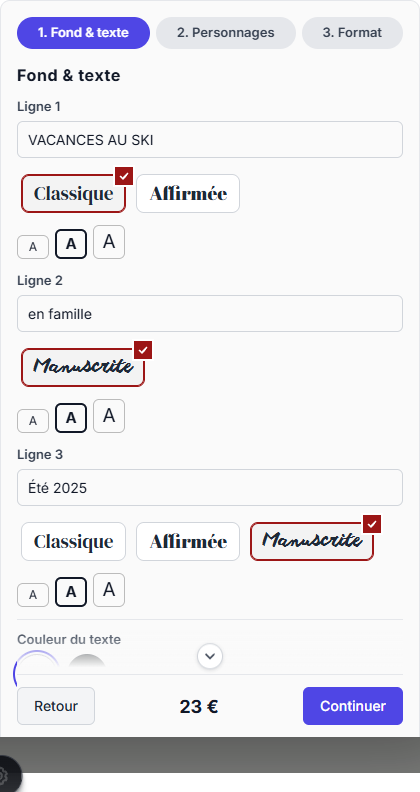 1. Fond & texte 2. Personnages 3. Format
Fond & texte
Ligne 1
VACANCES AU SKI
Classique Affirmée
A A A
Ligne 2
en famille
Manuscrite
A A A
Ligne 3
Été 2025
Classique Affirmée Manuscrite
A A A
Couleur du texte
Retour 23 € Continuer